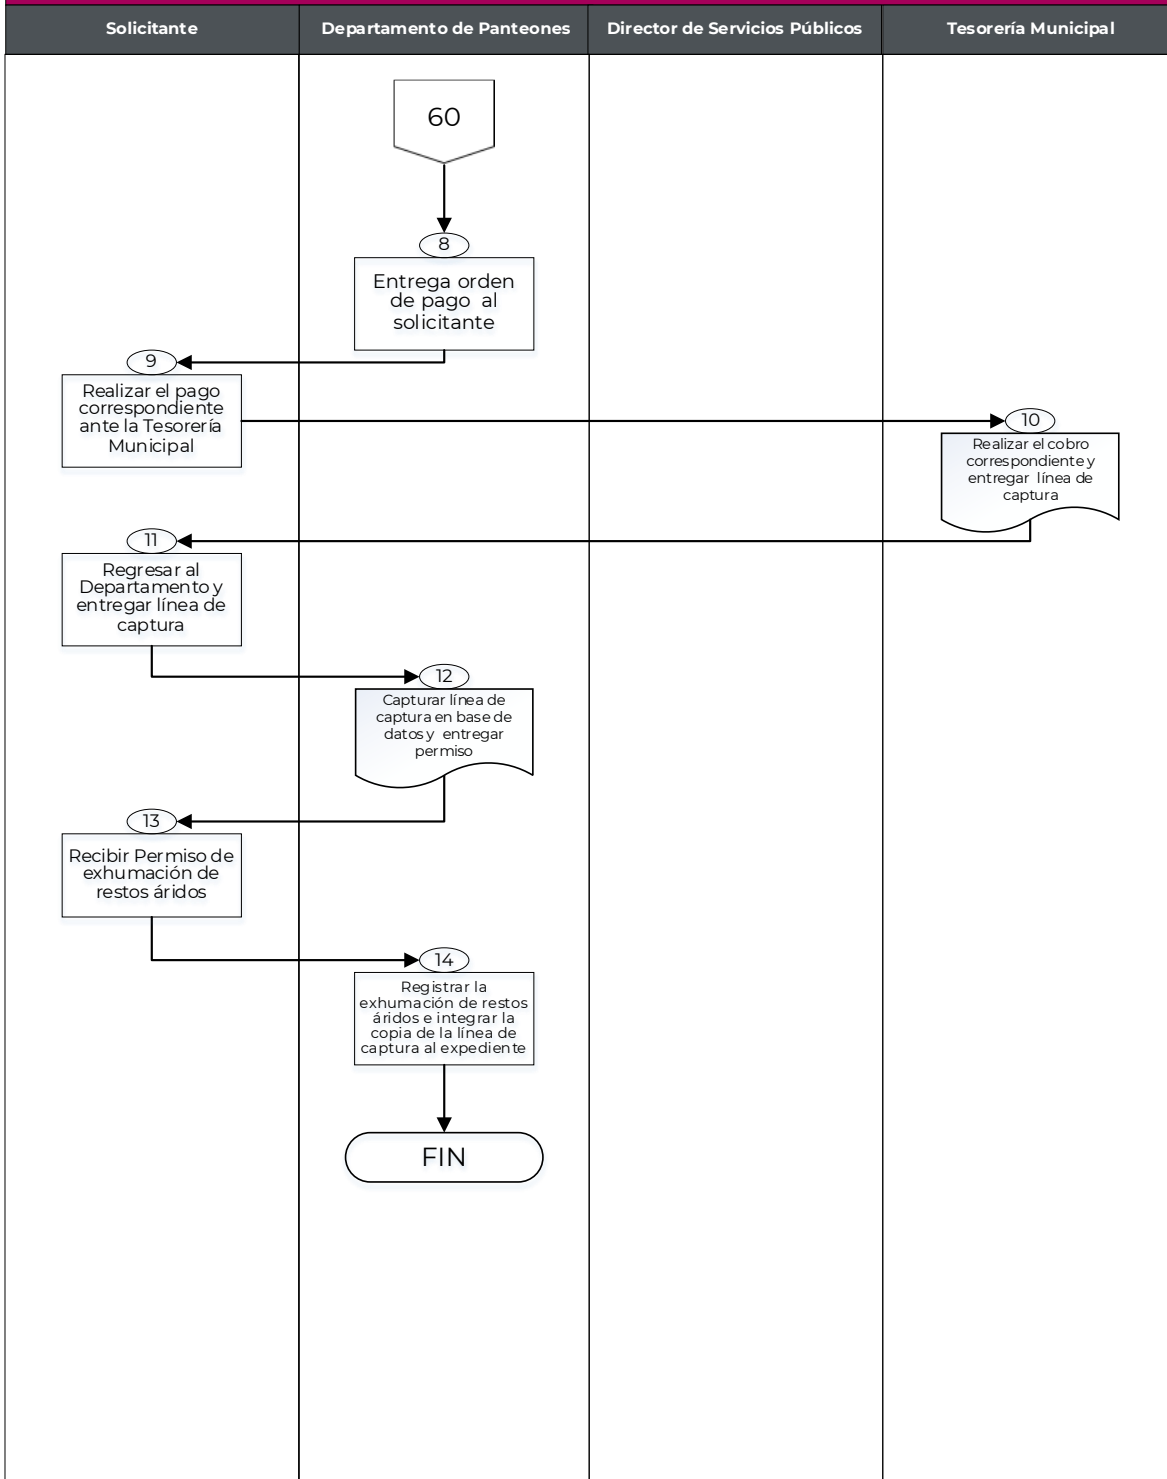 Solicitante
Departamento de Panteones
Director de Servicios Públicos
Tesorería Municipal
60
8
Entrega orden
de pago al
solicitante
9
Realizar el pago
correspondiente
ante la Tesorería
Municipal
10
Realizar el cobro
correspondiente y
entregar línea de
captura
11
Regresar al
Departamento y
entregar línea de
captura
12
Capturar línea de
captura en base de
datos y entregar
permiso
13
Recibir Permiso de
exhumación de
restos áridos
14
Registrar la
exhumación de restos
áridos e integrar la
copia de la línea de
captura al expediente
FIN